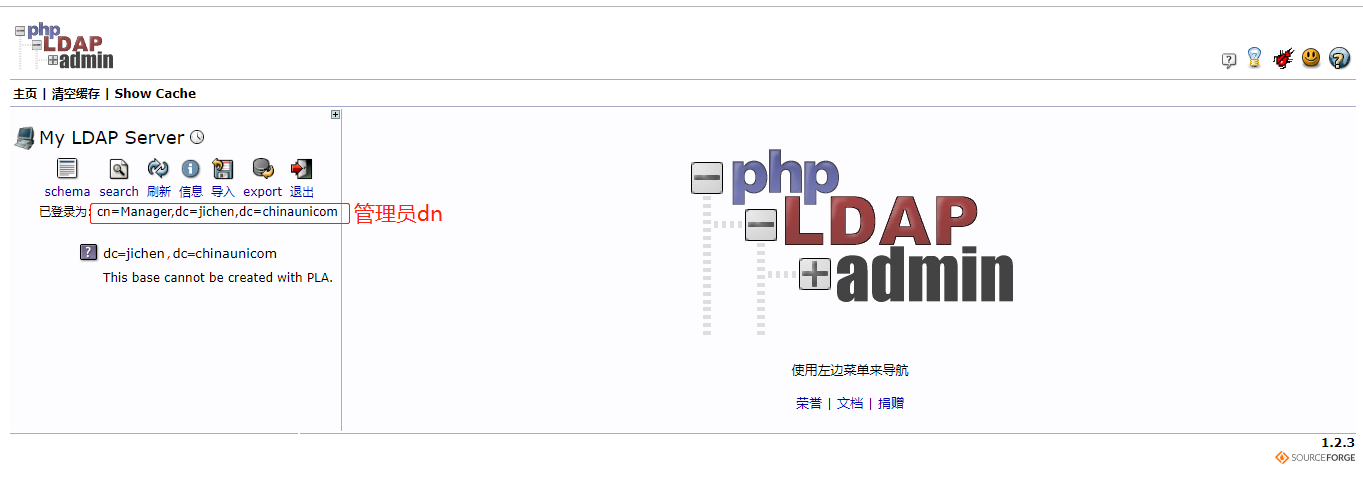 php
LDAP
admin
主页 | 清空缓存 | Show Cache
My LDAP Server
schema search 刷新 信息 导入 export 退出
已登录为: cn=Manager,dc=jichen,dc=chinaunicom 管理员dn
dc=jichen,dc=chinaunicom
This base cannot be created with PLA.
php
LDAP
admin
使用左边菜单来导航
荣誉 | 文档 | 捐赠
1.2.3
SOURCEFORGE